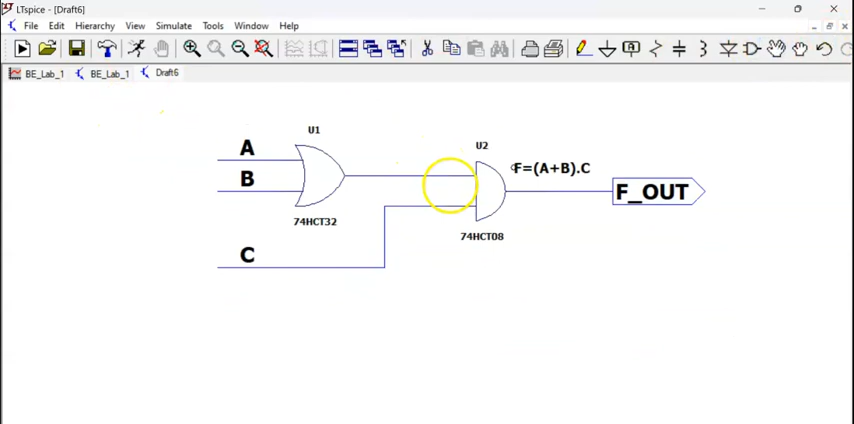 LTspice - [Draft6]
File Edit Hierarchy View Simulate Tools Window Help
BE_Lab_1 BE_Lab_1 Draft6
U1
A
B
74HCT32
C
U2
F=(A+B).C
74HCT08
F_OUT